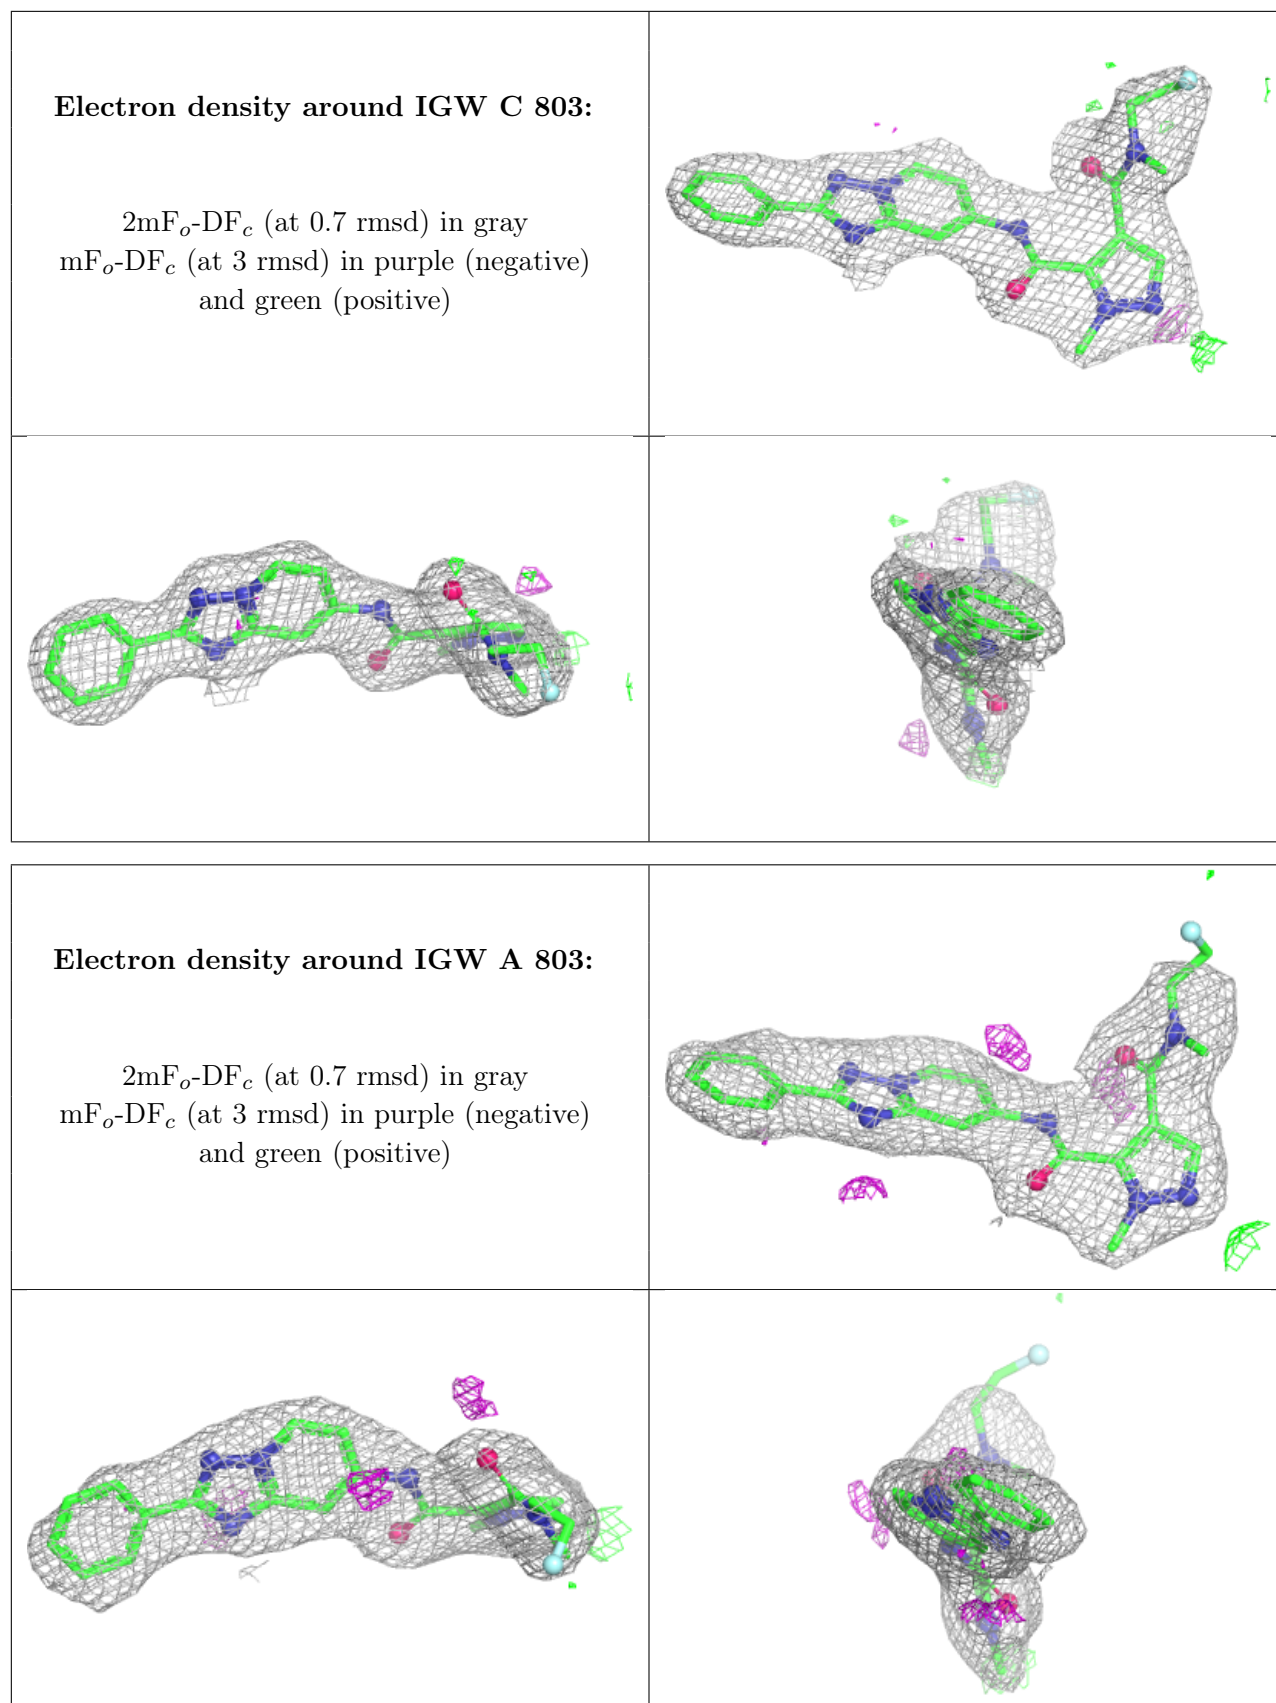 Electron density around IGW C 803:
2mFo-DFc (at 0.7 rmsd) in gray
mFo-DFc (at 3 rmsd) in purple (negative)
and green (positive)
Electron density around IGW A 803:
2mFo-DFc (at 0.7 rmsd) in gray
mFo-DFc (at 3 rmsd) in purple (negative)
and green (positive)